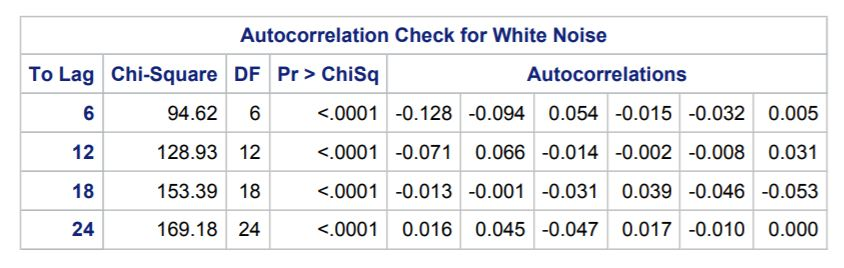 Autocorrelation Check for White Noise
To Lag Chi-Square DF Pr > ChiSq Autocorrelations
6 94.62 6 <.0001 -0.128 -0.094 0.054 -0.015 -0.032 0.005
12 128.93 12 <.0001 -0.071 0.066 -0.014 -0.002 -0.008 0.031
18 153.39 18 <.0001 -0.013 -0.001 -0.031 0.039 -0.046 -0.053
24 169.18 24 <.0001 0.016 0.045 -0.047 0.017 -0.010 0.000